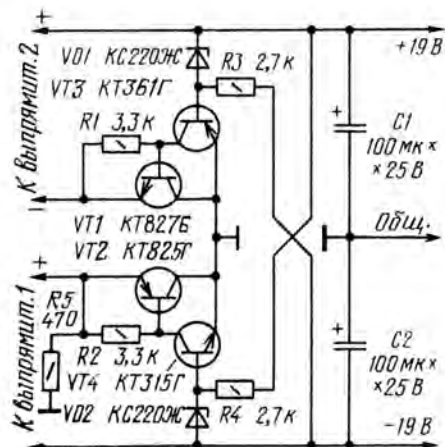 +
+
+19 В
VD1 КС220Ж
R3 2,7к
VT3 КТ361Г
R1 3,3к
К Выпрямит.2
+
C1
100 мк ×
× 25 В
–
VT1 КТ827Б
VT2 КТ825Г
Общ.
+
R5
470
К Выпрямит.1
R2 3,3к
VT4 КТ315Г
+
C2
100 мк ×
× 25 В
VD2 КС220Ж
R4 2,7к
–
–19 В